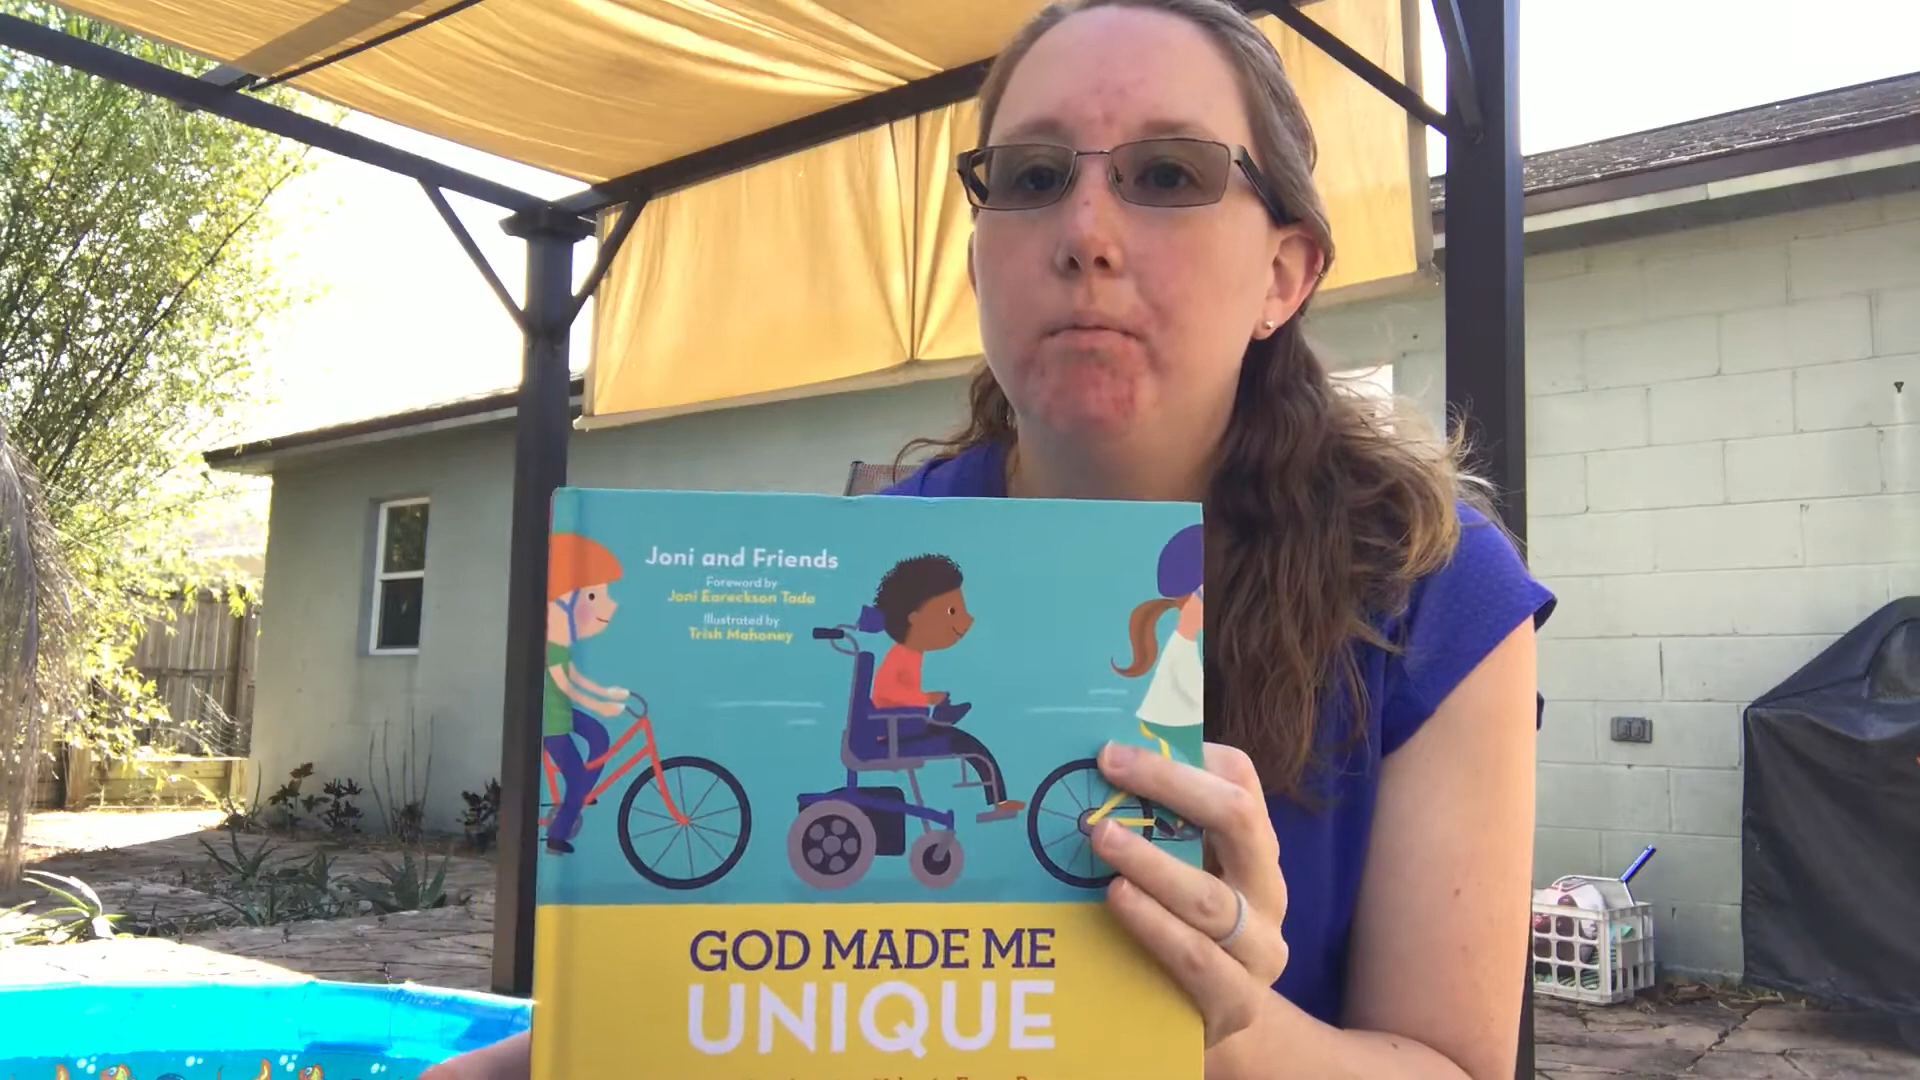 Joni and Friends
Foreword by
Joni Eareckson Tada
Illustrated by
Trish Mahoney
GOD MADE ME
UNIQUE